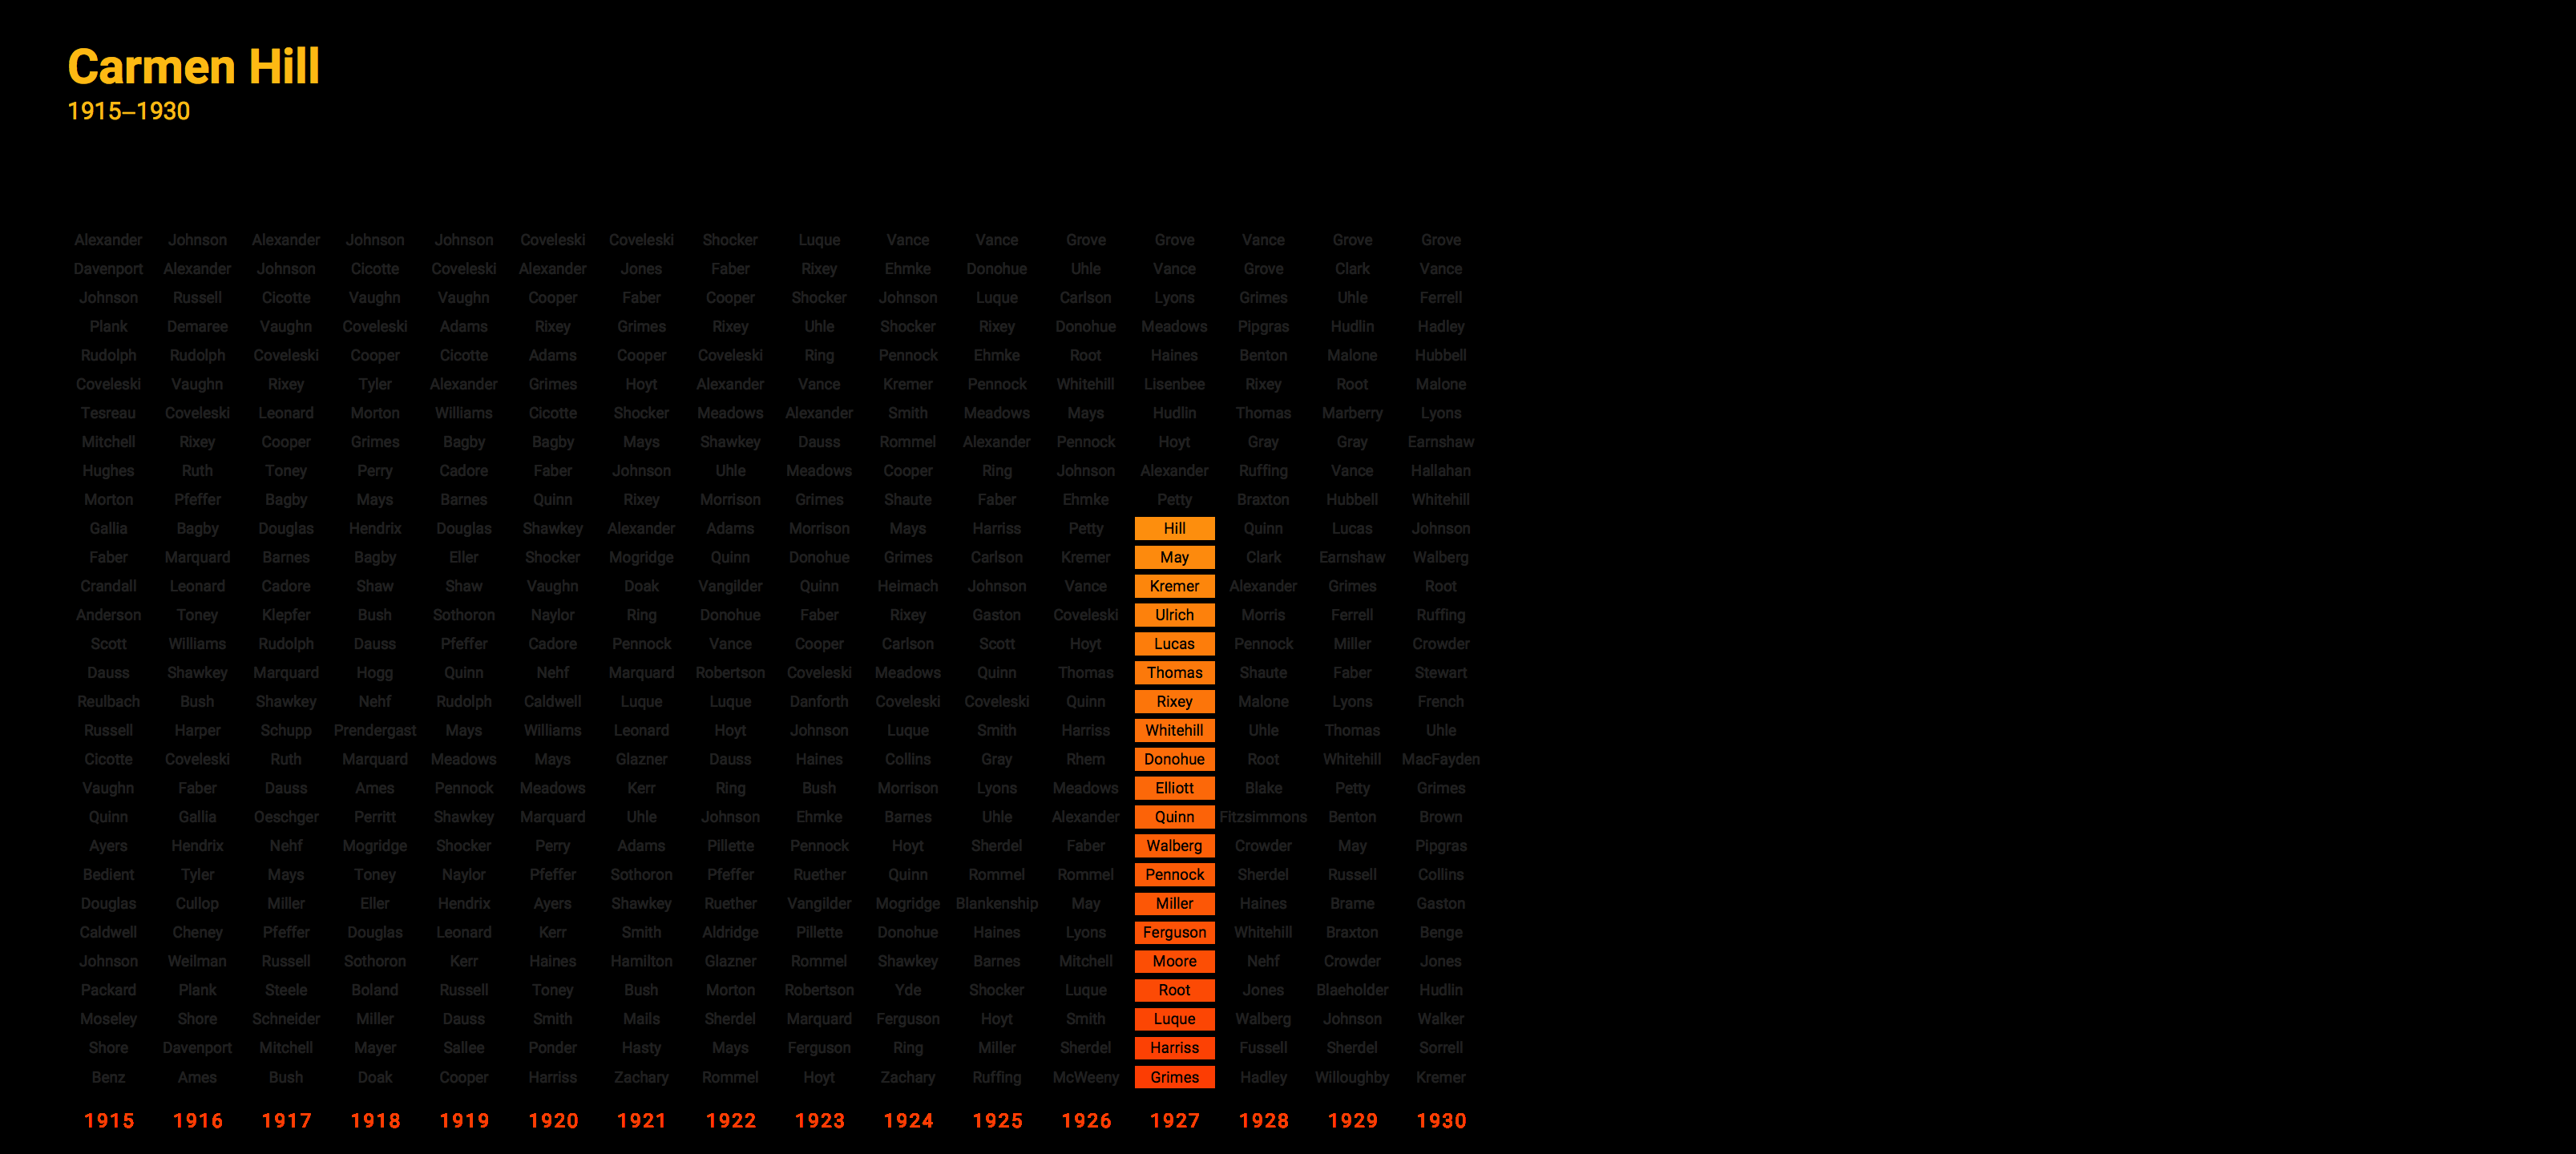 Carmen Hill
1915–1930
Alexander Johnson Alexander Johnson Johnson Coveleski Coveleski Shocker Luque Vance Vance Grove Grove Vance Grove Grove
Davenport Alexander Johnson Cicotte Coveleski Alexander Jones Faber Rixey Ehmke Donohue Uhle Vance Grove Clark Vance
Johnson Russell Cicotte Vaughn Vaughn Cooper Faber Cooper Shocker Johnson Luque Carlson Lyons Grimes Uhle Ferrell
Plank Demaree Vaughn Coveleski Adams Rixey Grimes Rixey Uhle Shocker Rixey Donohue Meadows Pipgras Hudlin Hadley
Rudolph Rudolph Coveleski Cooper Cicotte Adams Cooper Coveleski Ring Pennock Ehmke Root Haines Benton Malone Hubbell
Coveleski Vaughn Rixey Tyler Alexander Grimes Hoyt Alexander Vance Kremer Pennock Whitehill Lisenbee Rixey Root Malone
Tesreau Coveleski Leonard Morton Williams Cicotte Shocker Meadows Alexander Smith Meadows Mays Hudlin Thomas Marberry Lyons
Mitchell Rixey Cooper Grimes Bagby Bagby Mays Shawkey Dauss Rommel Alexander Pennock Hoyt Gray Gray Earnshaw
Hughes Ruth Toney Perry Cadore Faber Johnson Uhle Meadows Cooper Ring Johnson Alexander Ruffing Vance Hallahan
Morton Pfeffer Bagby Mays Barnes Quinn Rixey Morrison Grimes Shaute Faber Ehmke Petty Braxton Hubbell Whitehill
Gallia Bagby Douglas Hendrix Douglas Shawkey Alexander Adams Morrison Mays Harriss Petty Hill Quinn Lucas Johnson
Faber Marquard Barnes Bagby Eller Shocker Mogridge Quinn Donohue Grimes Carlson Kremer May Clark Earnshaw Walberg
Crandall Leonard Cadore Shaw Shaw Vaughn Doak Vangilder Quinn Heimach Johnson Vance Kremer Alexander Grimes Root
Anderson Toney Klepfer Bush Sothoron Naylor Ring Donohue Faber Rixey Gaston Coveleski Ulrich Morris Ferrell Ruffing
Scott Williams Rudolph Dauss Pfeffer Cadore Pennock Vance Cooper Carlson Scott Hoyt Lucas Pennock Miller Crowder
Dauss Shawkey Marquard Hogg Quinn Nehf Marquard Robertson Coveleski Meadows Quinn Thomas Thomas Shaute Faber Stewart
Reulbach Bush Shawkey Nehf Rudolph Caldwell Luque Luque Danforth Coveleski Coveleski Quinn Rixey Malone Lyons French
Russell Harper Schupp Prendergast Mays Williams Leonard Hoyt Johnson Luque Smith Harriss Whitehill Uhle Thomas Uhle
Cicotte Coveleski Ruth Marquard Meadows Mays Glazner Dauss Haines Collins Gray Rhem Donohue Root Whitehill MacFayden
Vaughn Faber Dauss Ames Pennock Meadows Kerr Ring Bush Morrison Lyons Meadows Elliott Blake Petty Grimes
Quinn Gallia Oeschger Perritt Shawkey Marquard Uhle Johnson Ehmke Barnes Uhle Alexander Quinn Fitzsimmons Benton Brown
Ayers Hendrix Nehf Mogridge Shocker Perry Adams Pillette Pennock Hoyt Sherdel Faber Walberg Crowder May Pipgras
Bedient Tyler Mays Toney Naylor Pfeffer Sothoron Pfeffer Ruether Quinn Rommel Rommel Pennock Sherdel Russell Collins
Douglas Cullop Miller Eller Hendrix Ayers Shawkey Ruether Vangilder Mogridge Blankenship May Miller Haines Brame Gaston
Caldwell Cheney Pfeffer Douglas Leonard Kerr Smith Aldridge Pillette Donohue Haines Lyons Ferguson Whitehill Braxton Benge
Johnson Weilman Russell Sothoron Kerr Haines Hamilton Glazner Rommel Shawkey Barnes Mitchell Moore Nehf Crowder Jones
Packard Plank Steele Boland Russell Toney Bush Morton Robertson Yde Shocker Luque Root Jones Blaeholder Hudlin
Moseley Shore Schneider Miller Dauss Smith Mails Sherdel Marquard Ferguson Hoyt Smith Luque Walberg Johnson Walker
Shore Davenport Mitchell Mayer Sallee Ponder Hasty Mays Ferguson Ring Miller Sherdel Harriss Fussell Sherdel Sorrell
Benz Ames Bush Doak Cooper Harriss Zachary Rommel Hoyt Zachary Ruffing McWeeny Grimes Hadley Willoughby Kremer
1915 1916 1917 1918 1919 1920 1921 1922 1923 1924 1925 1926 1927 1928 1929 1930